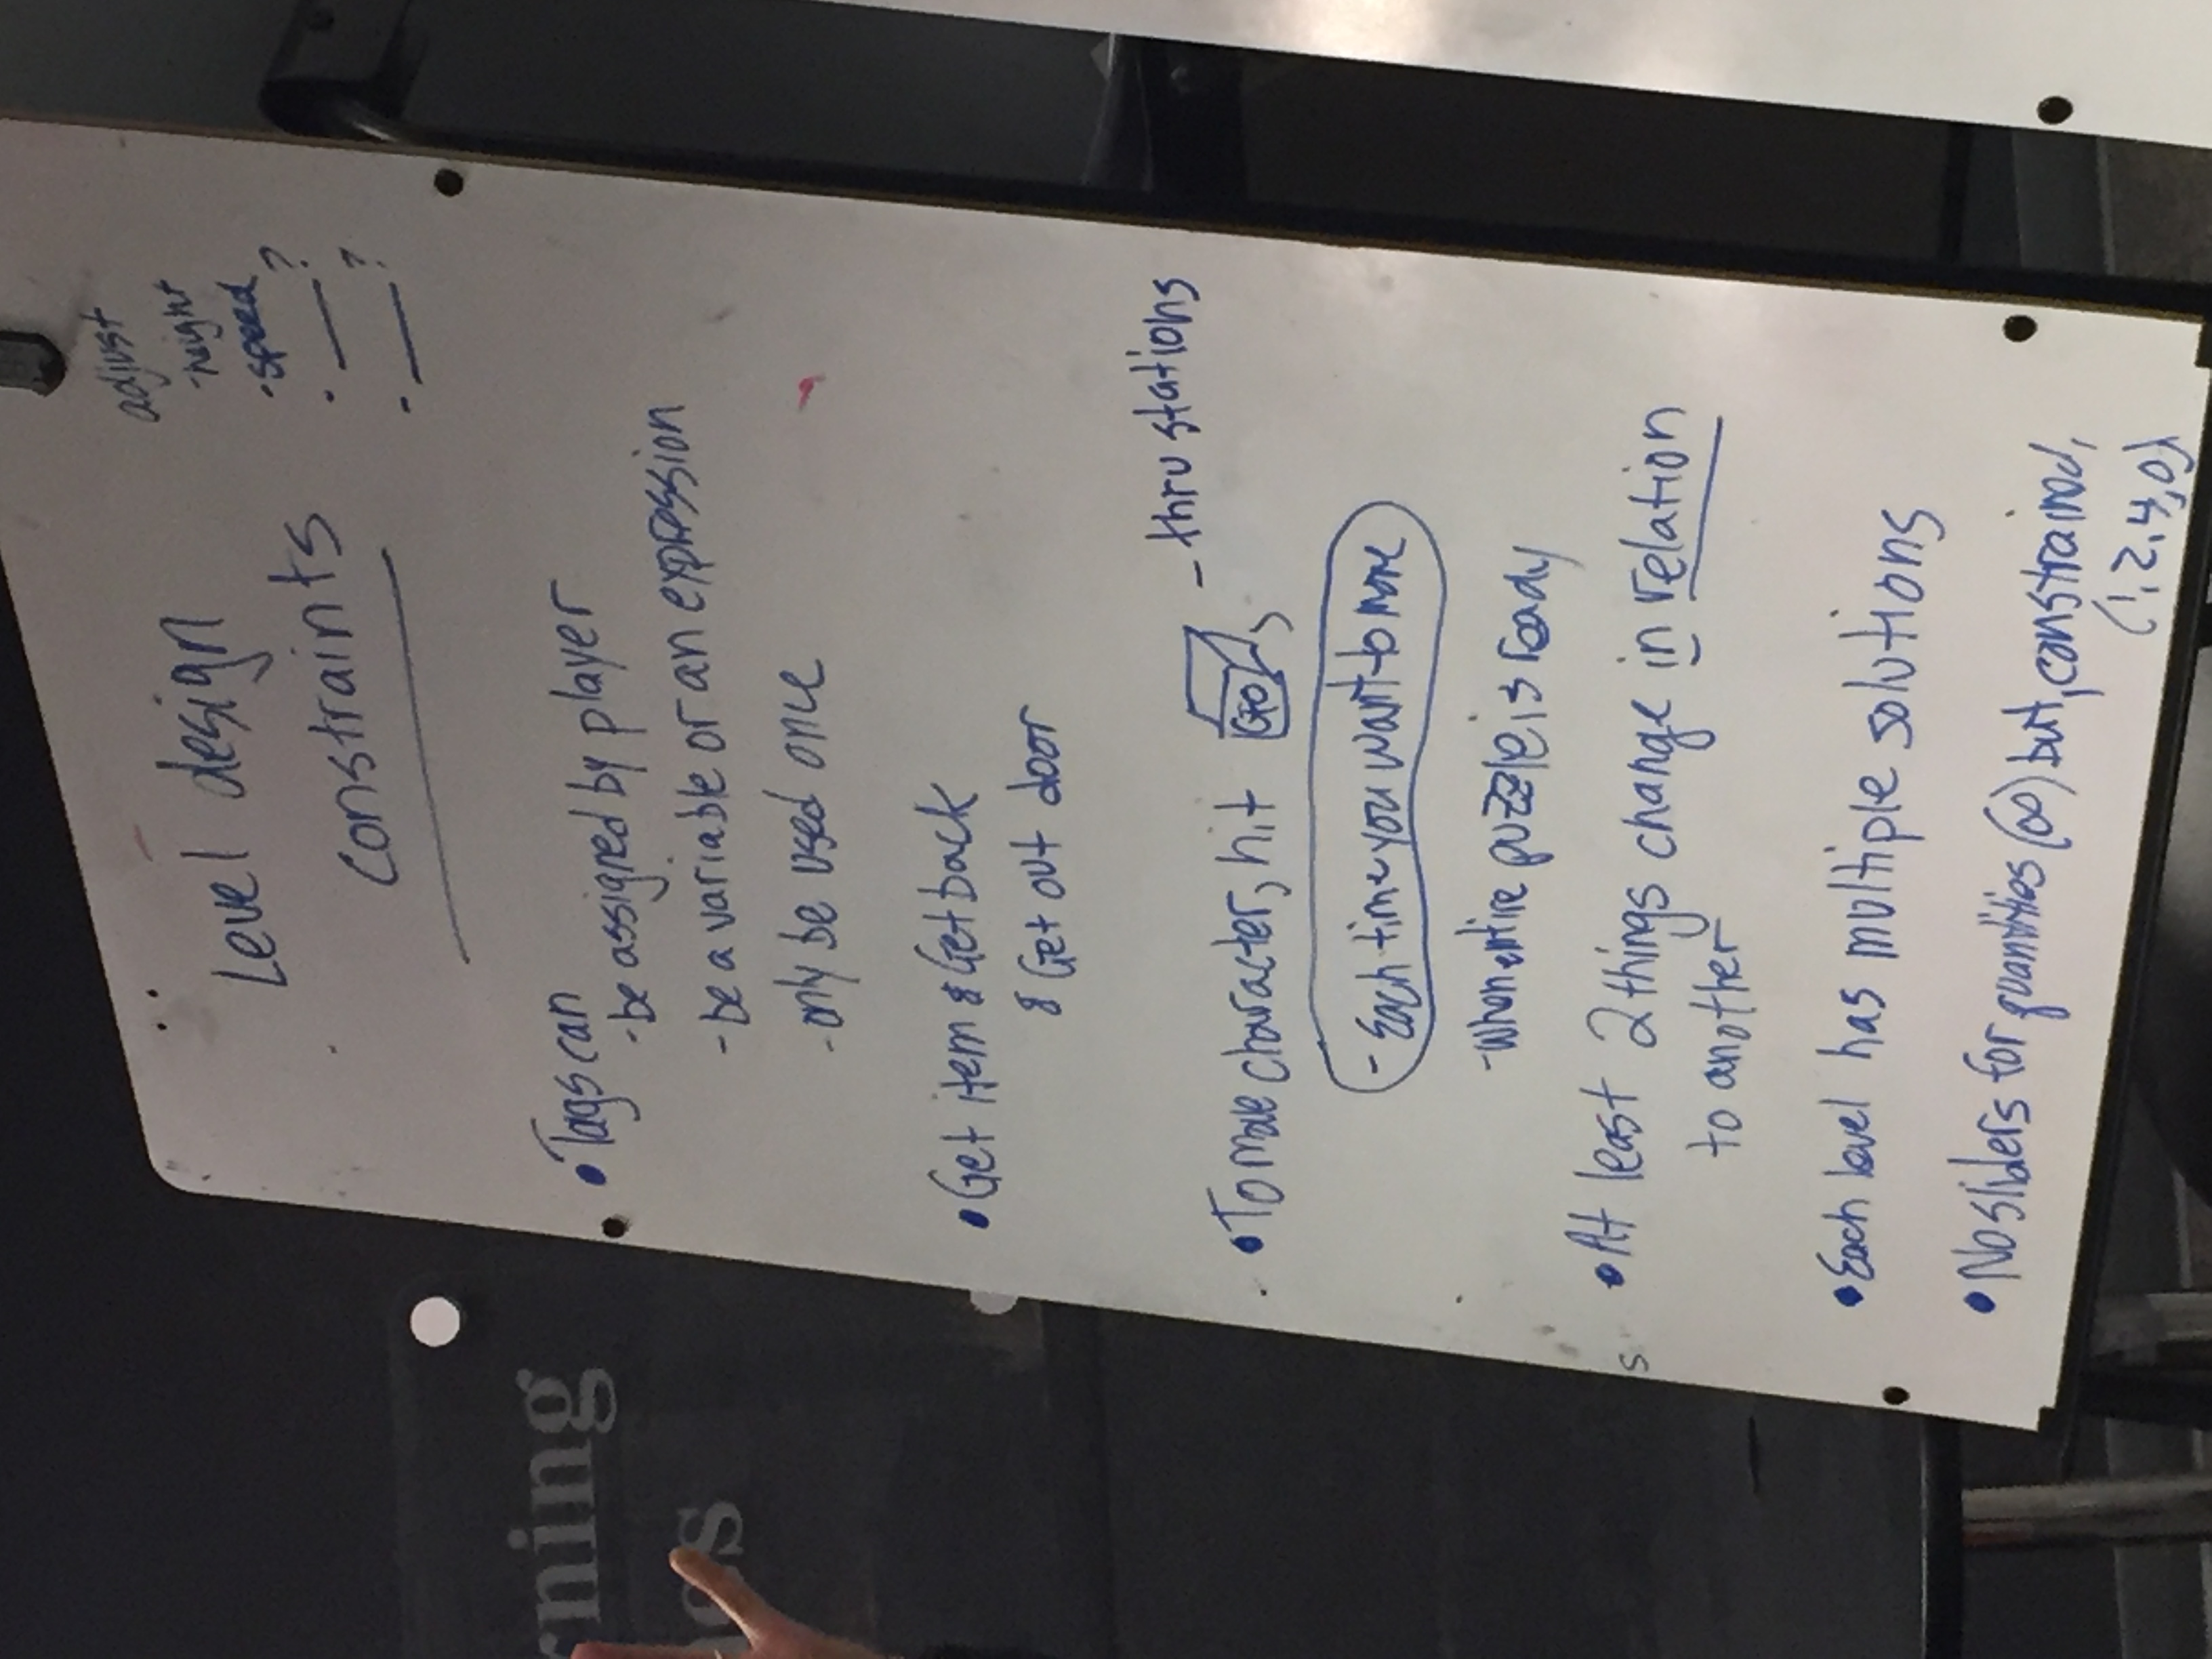 Level design
constraints
adjust
-height
-speed
- ___?
- ___?
• Tags can
-be assigned by player
-be a variable or an expression
-only be used once
• Get item & Get back
& Get out door
• To move character, hit GO,
- thru stations
- Each time you want to move
-when entire puzzle is ready
• At least 2 things change in relation
to another
• Each level has multiple solutions
• No sliders for quantities (∞) but, constrained,
(1,2,4,0)
rning
s